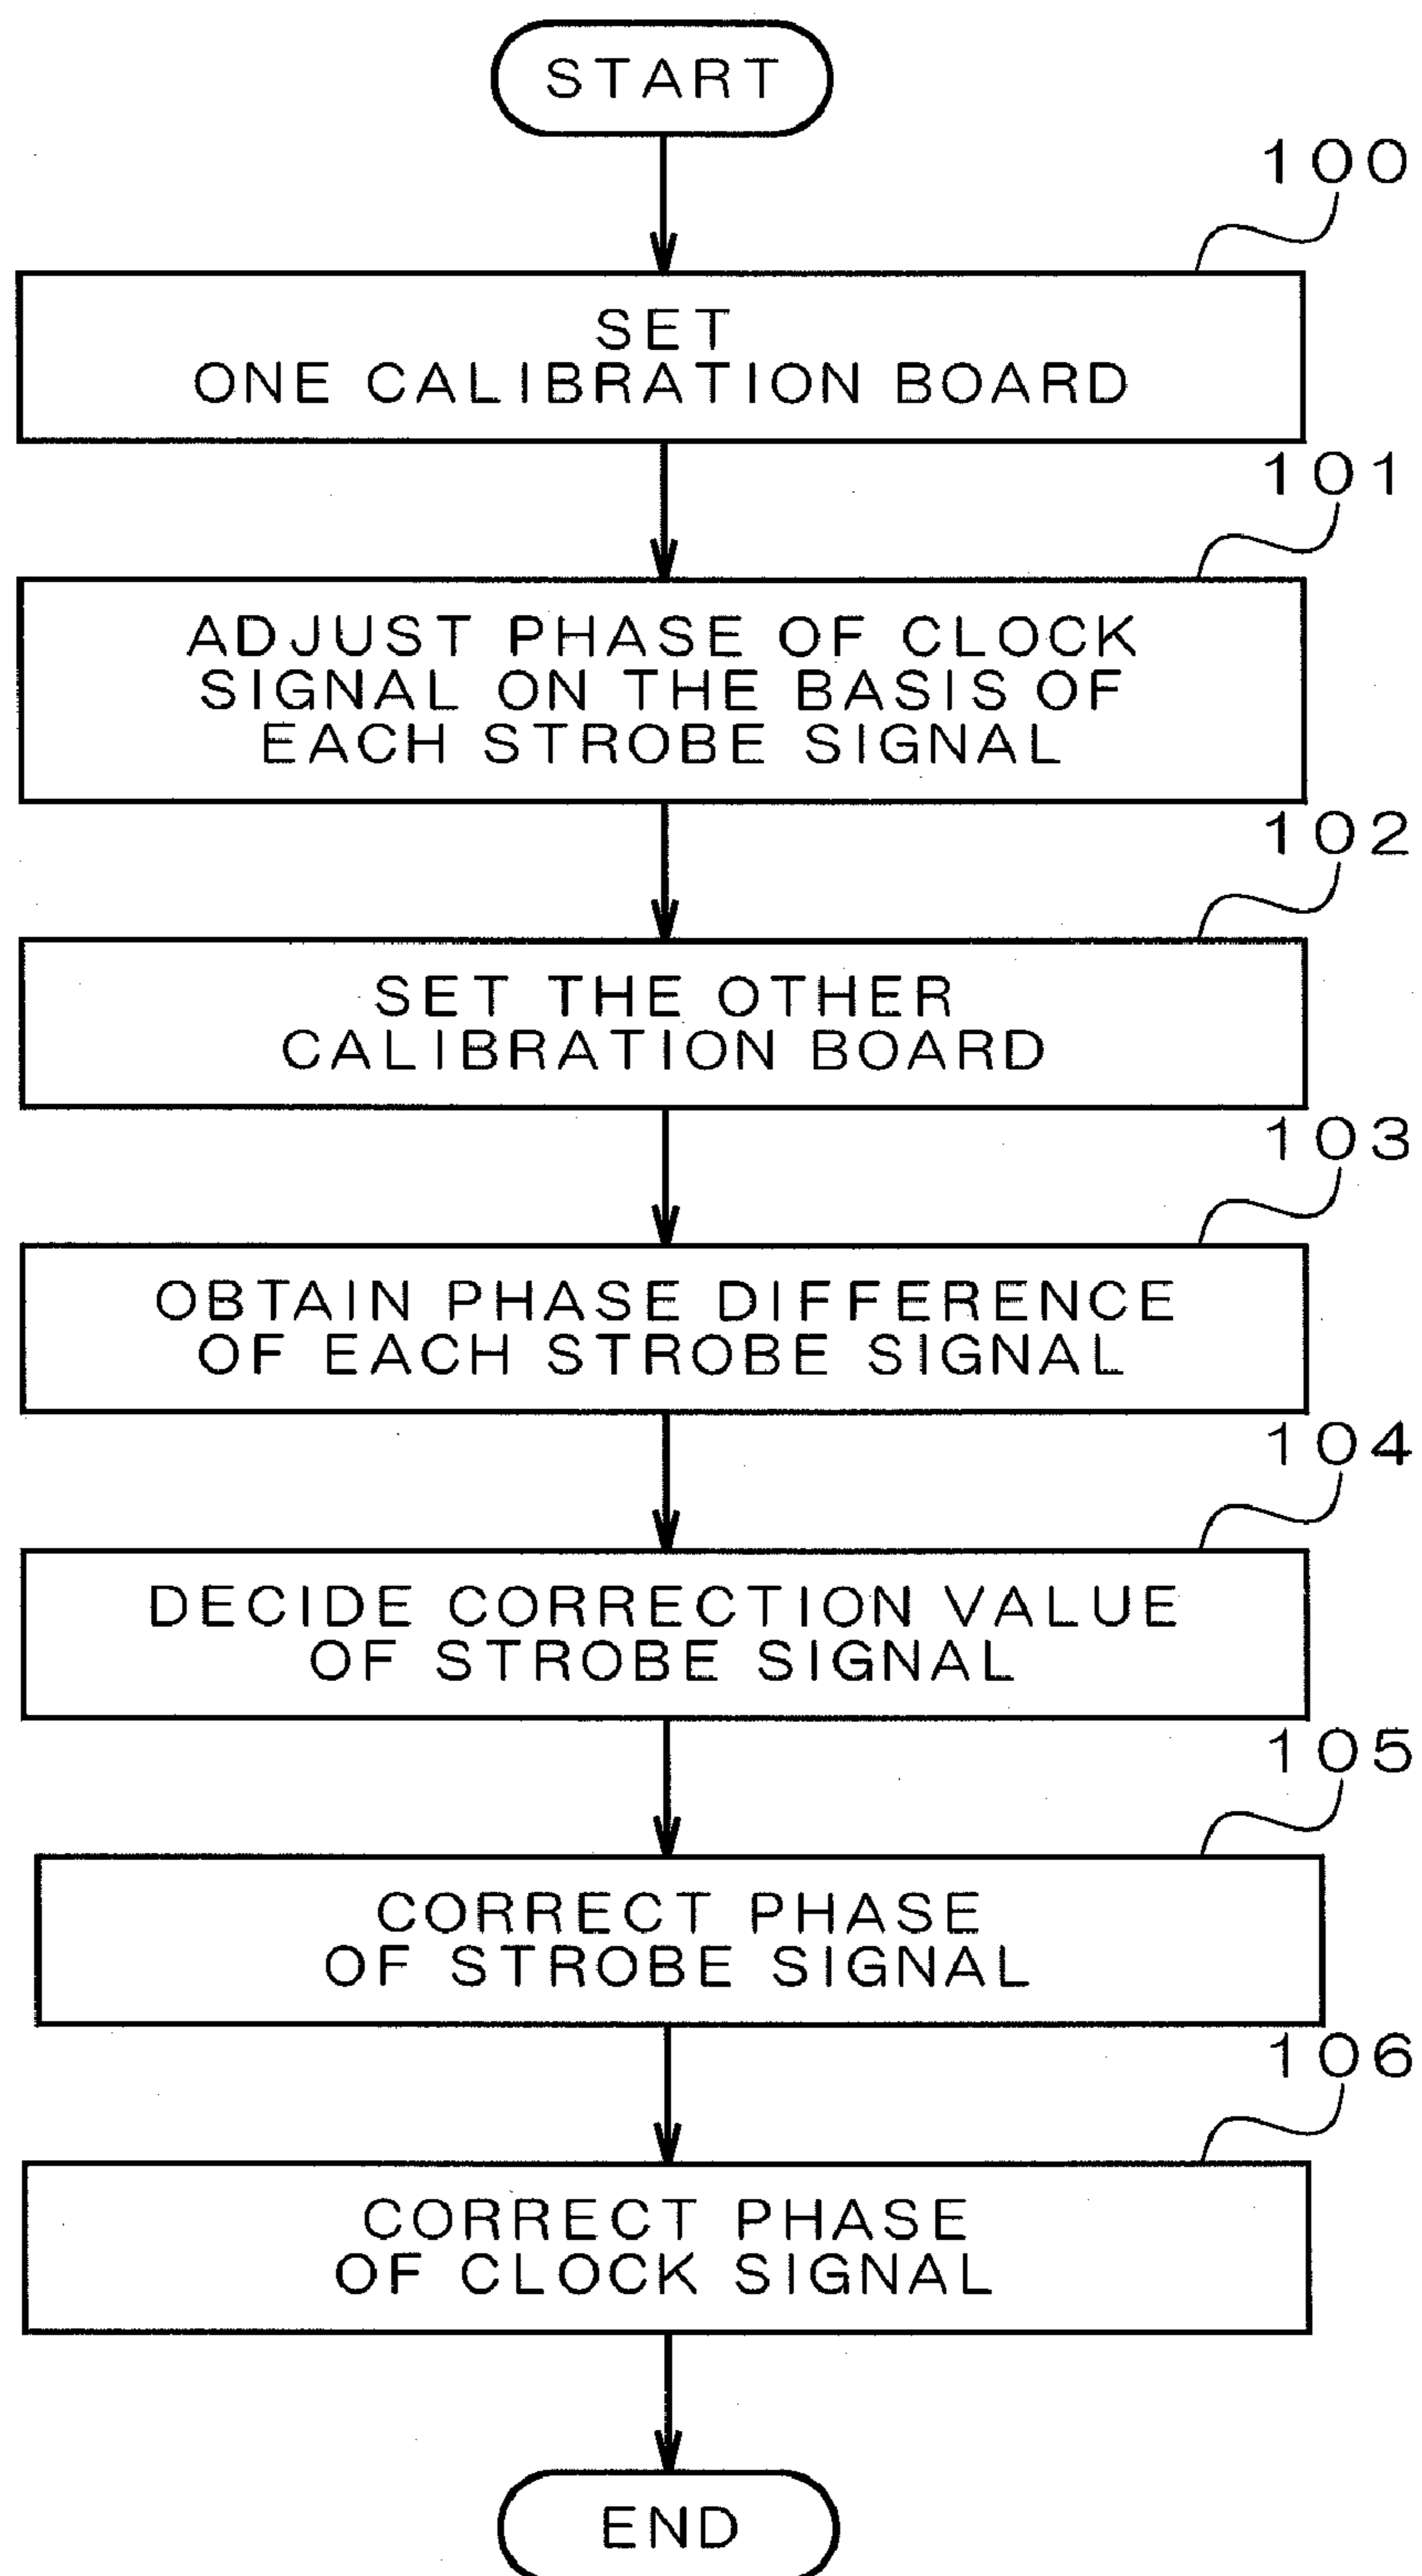 START
100
SET
ONE CALIBRATION BOARD
101
ADJUST PHASE OF CLOCK
SIGNAL ON THE BASIS OF
EACH STROBE SIGNAL
102
SET THE OTHER
CALIBRATION BOARD
103
OBTAIN PHASE DIFFERENCE
OF EACH STROBE SIGNAL
104
DECIDE CORRECTION VALUE
OF STROBE SIGNAL
105
CORRECT PHASE
OF STROBE SIGNAL
106
CORRECT PHASE
OF CLOCK SIGNAL
END